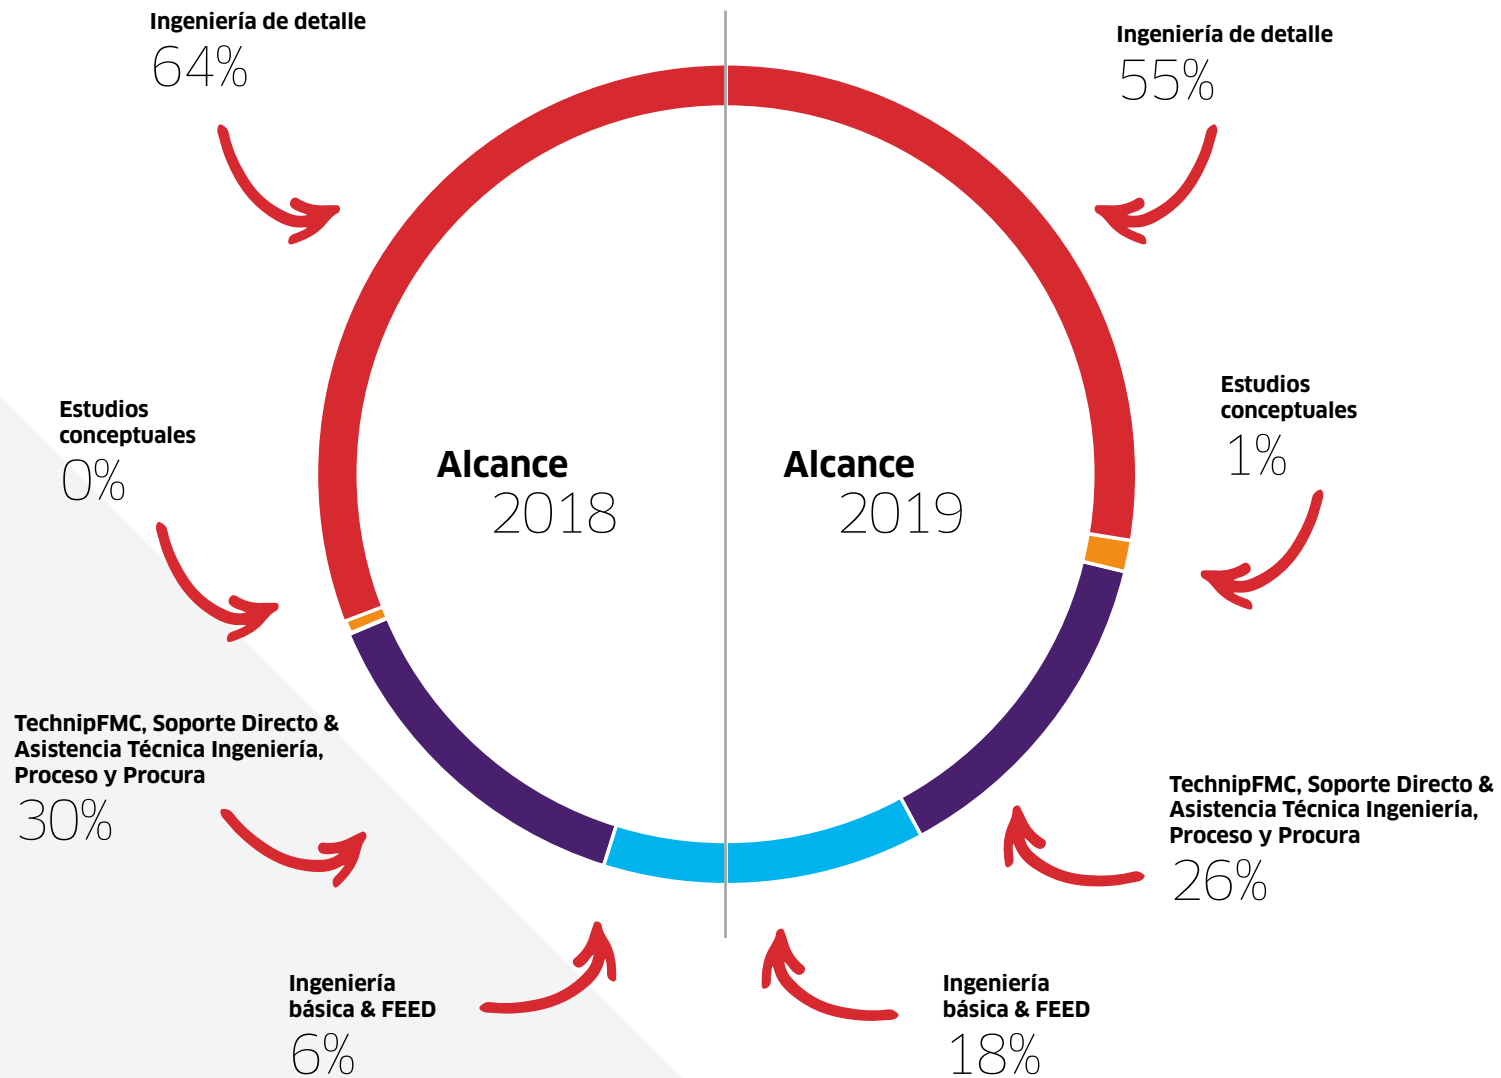 Ingeniería de detalle
64%
Estudios
conceptuales
0%
TechnipFMC, Soporte Directo &
Asistencia Técnica Ingeniería,
Proceso y Procura
30%
Ingeniería
básica & FEED
6%
Alcance
2018
Alcance
2019
Ingeniería de detalle
55%
Estudios
conceptuales
1%
TechnipFMC, Soporte Directo &
Asistencia Técnica Ingeniería,
Proceso y Procura
26%
Ingeniería
básica & FEED
18%